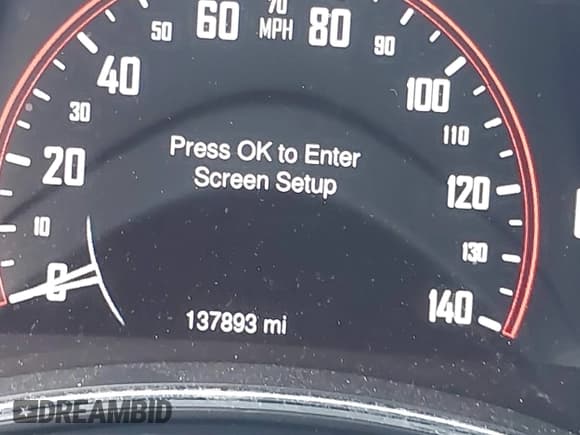 70
60 MPH 80
50 90
40 100
30 110
20 120
10 130
0 140
Press OK to Enter
Screen Setup
137893 mi
DREAMBID